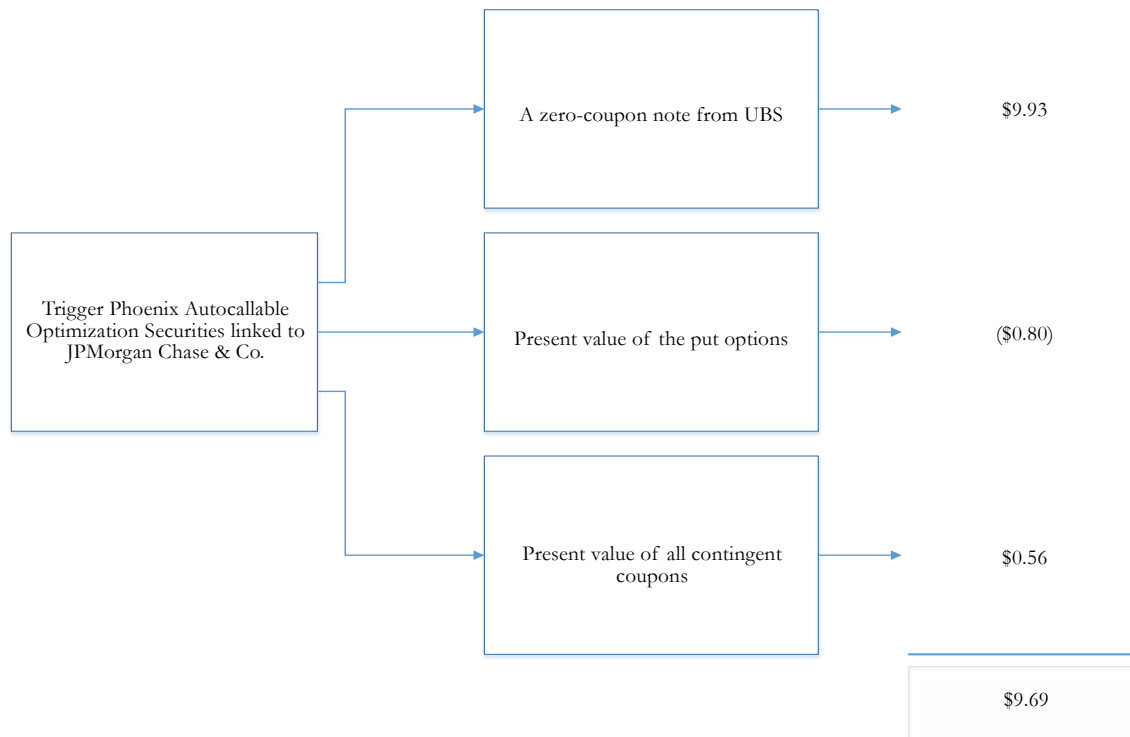 A zero-coupon note from UBS
$9.93
Trigger Phoenix Autocallable
Optimization Securities linked to
JPMorgan Chase & Co.
Present value of the put options
($0.80)
Present value of all contingent
coupons
$0.56
$9.69